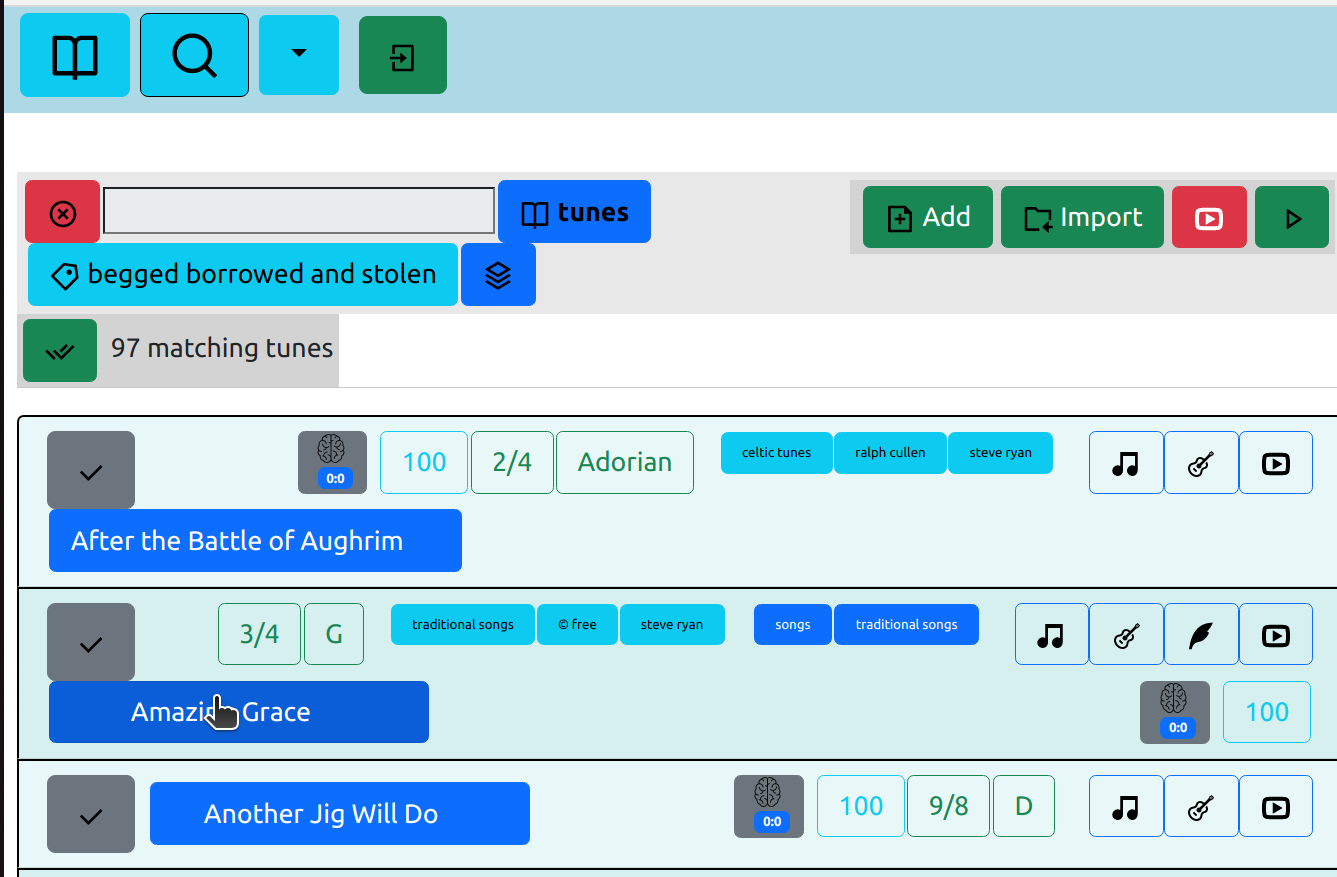 tunes
Add
Import
begged borrowed and stolen
97 matching tunes
0:0
100
2/4
Adorian
celtic tunes
ralph cullen
steve ryan
After the Battle of Aughrim
3/4
G
traditional songs
© free
steve ryan
songs
traditional songs
Amazing Grace
0:0
100
Another Jig Will Do
0:0
100
9/8
D